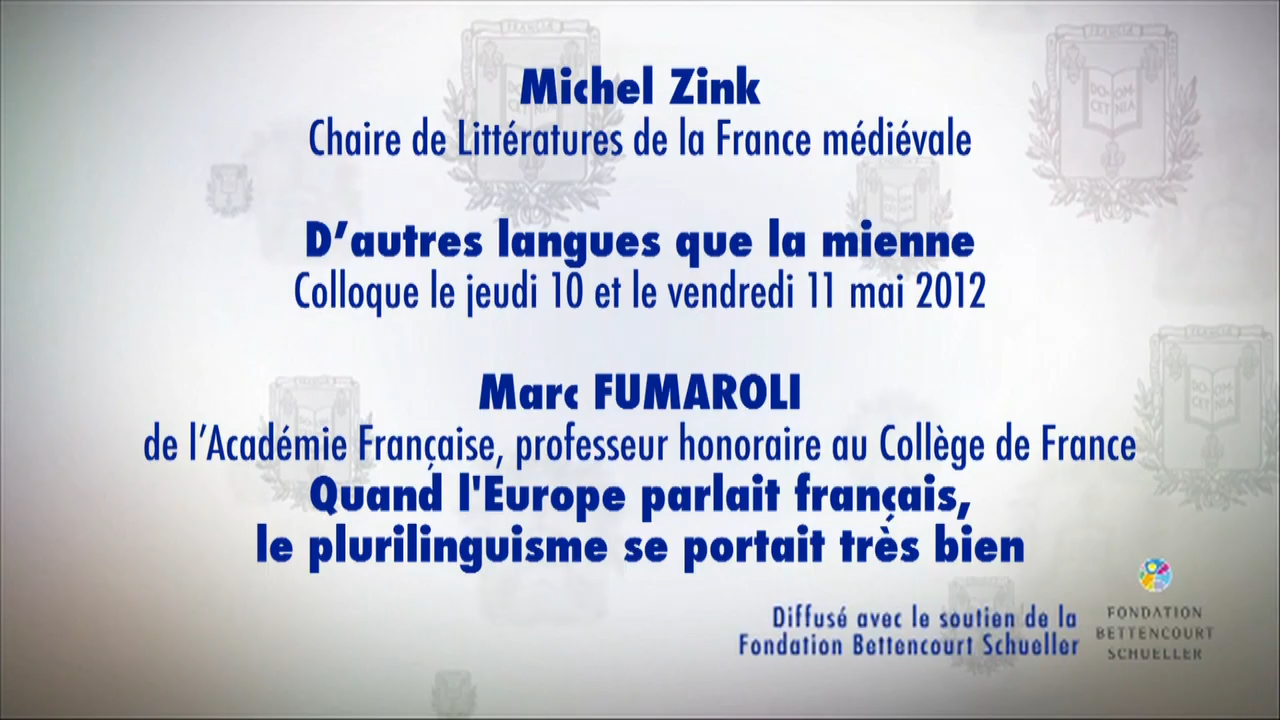 Michel Zink
Chaire de Littératures de la France médiévale
D’autres langues que la mienne
Colloque le jeudi 10 et le vendredi 11 mai 2012
Marc FUMAROLI
de l’Académie Française, professeur honoraire au Collège de France
Quand l'Europe parlait français,
le plurilinguisme se portait très bien
Diffusé avec le soutien de la
Fondation Bettencourt Schueller
FONDATION
BETTENCOURT
SCHUELLER